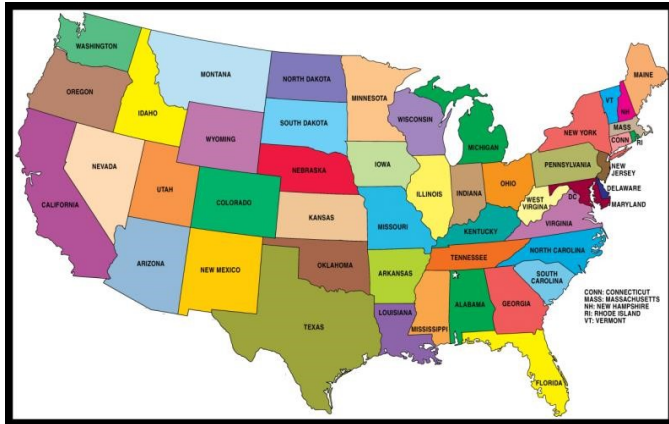 WASHINGTON
OREGON
IDAHO
MONTANA
NORTH DAKOTA
SOUTH DAKOTA
WYOMING
NEBRASKA
NEVADA
UTAH
COLORADO
KANSAS
CALIFORNIA
ARIZONA
NEW MEXICO
OKLAHOMA
TEXAS
MINNESOTA
IOWA
MISSOURI
ARKANSAS
LOUISIANA
WISCONSIN
ILLINOIS
MICHIGAN
INDIANA
OHIO
KENTUCKY
TENNESSEE
MISSISSIPPI
ALABAMA
GEORGIA
FLORIDA
SOUTH
CAROLINA
NORTH CAROLINA
VIRGINIA
WEST
VIRGINA
DC
MARYLAND
DELAWARE
PENNSYLVANIA
NEW
JERSEY
NEW YORK
CONN
RI
MASS
VT
NH
MAINE
CONN: CONNECTICUT
MASS: MASSACHUSETTS
NH: NEW HAMPSHIRE
RI: RHODE ISLAND
VT: VERMONT